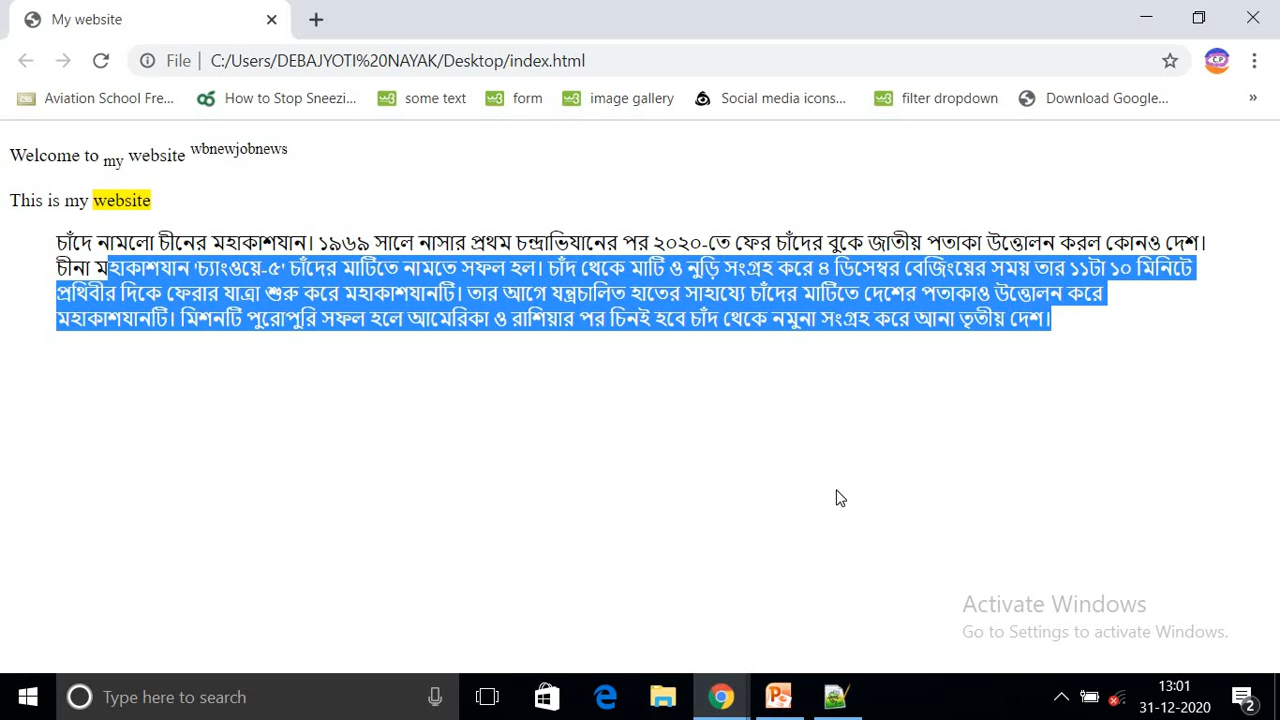 My website
File C:/Users/DEBAJYOTI%20NAYAK/Desktop/index.html
Aviation School Fre... How to Stop Sneezi... some text form image gallery Social media icons... filter dropdown Download Google... »
Welcome to my website wbnewjobnews
This is my website
চাঁদে নামলো চীনের মহাকাশযান। ১৯৬৯ সালে নাসার প্রথম চন্দ্রাভিযানের পর ২০২০-তে ফের চাঁদের বুকে জাতীয় পতাকা উত্তোলন করল কোনও দেশ।
চীনা মহাকাশযান 'চ্যাংওয়ে-৫' চাঁদের মাটিতে নামতে সফল হল। চাঁদ থেকে মাটি ও নুড়ি সংগ্রহ করে ৪ ডিসেম্বর বেজিংয়ের সময় তার ১১টা ১০ মিনিটে
প্রথিবীর দিকে ফেরার যাত্রা শুরু করে মহাকাশযানটি। তার আগে যন্ত্রচালিত হাতের সাহায্যে চাঁদের মাটিতে দেশের পতাকাও উত্তোলন করে
মহাকাশযানটি। মিশনটি পুরোপুরি সফল হলে আমেরিকা ও রাশিয়ার পর চিনই হবে চাঁদ থেকে নমুনা সংগ্রহ করে আনা তৃতীয় দেশ।
Activate Windows
Go to Settings to activate Windows.
Type here to search
13:01
31-12-2020
2